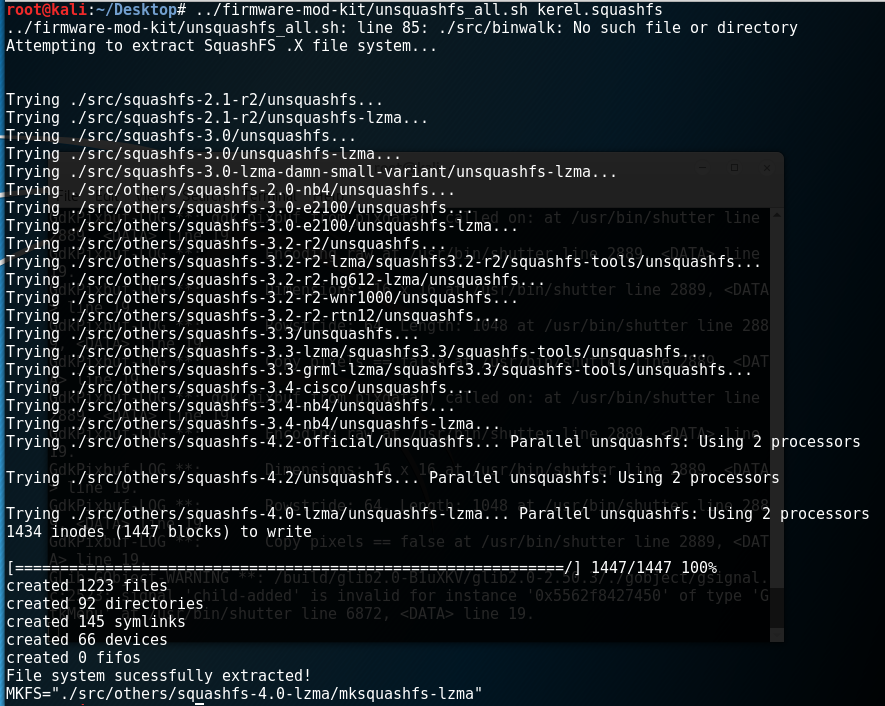 root@kali:~/Desktop# ../firmware-mod-kit/unsquashfs_all.sh kerel.squashfs
../firmware-mod-kit/unsquashfs_all.sh: line 85: ./src/binwalk: No such file or directory
Attempting to extract SquashFS .X file system...
Trying ./src/squashfs-2.1-r2/unsquashfs...
Trying ./src/squashfs-2.1-r2/unsquashfs-lzma...
Trying ./src/squashfs-3.0/unsquashfs...
Trying ./src/squashfs-3.0/unsquashfs-lzma...
Trying ./src/squashfs-3.0-lzma-damn-small-variant/unsquashfs-lzma...
Trying ./src/others/squashfs-2.0-nb4/unsquashfs...
Trying ./src/others/squashfs-3.0-e2100/unsquashfs...
Trying ./src/others/squashfs-3.0-e2100/unsquashfs-lzma...
Trying ./src/others/squashfs-3.2-r2/unsquashfs...
Trying ./src/others/squashfs-3.2-r2-lzma/squashfs3.2-r2/squashfs-tools/unsquashfs...
Trying ./src/others/squashfs-3.2-r2-hg612-lzma/unsquashfs...
Trying ./src/others/squashfs-3.2-r2-wnr1000/unsquashfs...
Trying ./src/others/squashfs-3.2-r2-rtn12/unsquashfs...
Trying ./src/others/squashfs-3.3/unsquashfs...
Trying ./src/others/squashfs-3.3-lzma/squashfs3.3/squashfs-tools/unsquashfs...
Trying ./src/others/squashfs-3.3-grml-lzma/squashfs3.3/squashfs-tools/unsquashfs...
Trying ./src/others/squashfs-3.4-cisco/unsquashfs...
Trying ./src/others/squashfs-3.4-nb4/unsquashfs...
Trying ./src/others/squashfs-3.4-nb4/unsquashfs-lzma...
Trying ./src/others/squashfs-4.2-official/unsquashfs... Parallel unsquashfs: Using 2 processors
Trying ./src/others/squashfs-4.2/unsquashfs... Parallel unsquashfs: Using 2 processors
Trying ./src/others/squashfs-4.0-lzma/unsquashfs-lzma... Parallel unsquashfs: Using 2 processors
1434 inodes (1447 blocks) to write
[=============================================================/] 1447/1447 100%
created 1223 files
created 92 directories
created 145 symlinks
created 66 devices
created 0 fifos
File system sucessfully extracted!
MKFS="./src/others/squashfs-4.0-lzma/mksquashfs-lzma"